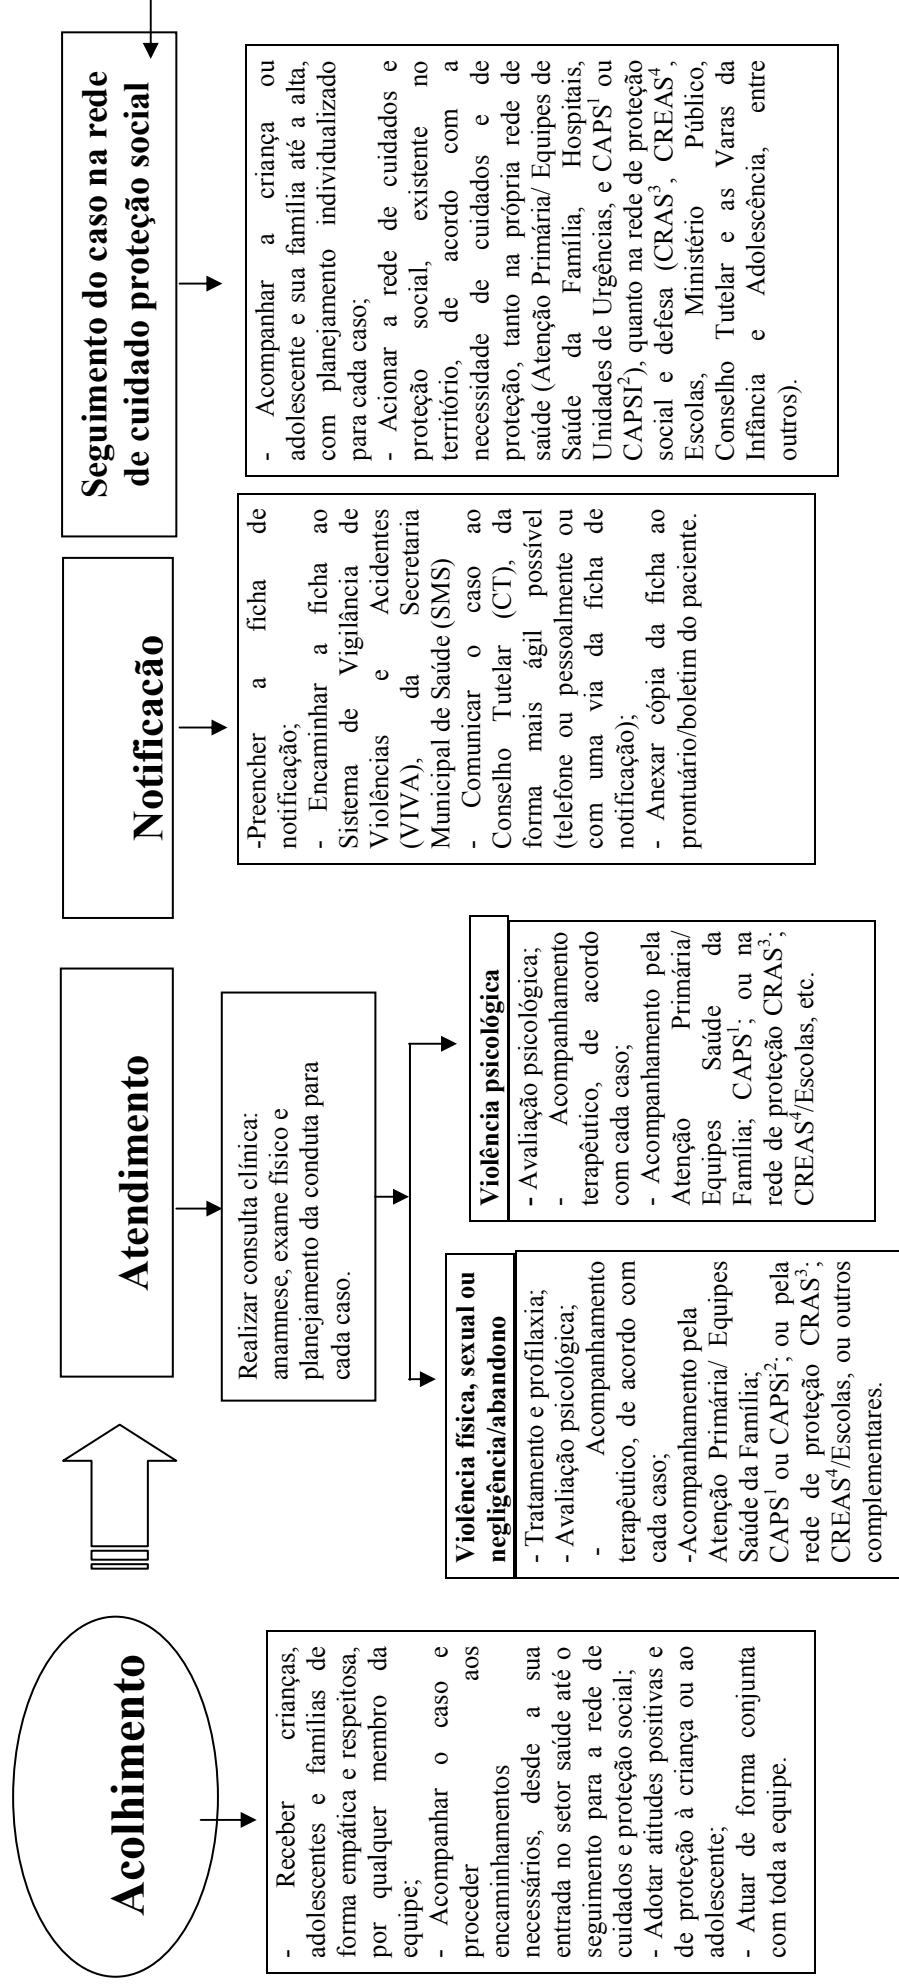 Acolhimento
- Receber crianças,
adolescentes e famílias de
forma empática e respeitosa,
por qualquer membro da
equipe;
- Acompanhar o caso e
proceder aos
encaminhamentos
necessários, desde a sua
entrada no setor saúde até o
seguimento para a rede de
cuidados e proteção social;
- Adotar atitudes positivas e
de proteção à criança ou ao
adolescente;
- Atuar de forma conjunta
com toda a equipe.
Atendimento
Realizar consulta clínica:
anamnese, exame físico e
planejamento da conduta para
cada caso.
Violência física, sexual ou
negligência/abandono
- Tratamento e profilaxia;
- Avaliação psicológica;
- Acompanhamento
terapêutico, de acordo com
cada caso;
-Acompanhamento pela
Atenção Primária/ Equipes
Saúde da Família;
CAPS¹ ou CAPSi²; ou pela
rede de proteção CRAS³;
CREAS⁴/Escolas, ou outros
complementares.
Violência psicológica
- Avaliação psicológica;
- Acompanhamento
terapêutico, de acordo
com cada caso;
- Acompanhamento pela
Atenção Primária/
Equipes Saúde da
Família; CAPS¹; ou na
rede de proteção CRAS³;
CREAS⁴/Escolas, etc.
Notificacão
-Preencher a ficha de
notificação;
- Encaminhar a ficha ao
Sistema de Vigilância de
Violências e Acidentes
(VIVA), da Secretaria
Municipal de Saúde (SMS)
- Comunicar o caso ao
Conselho Tutelar (CT), da
forma mais ágil possível
(telefone ou pessoalmente ou
com uma via da ficha de
notificação);
- Anexar cópia da ficha ao
prontuário/boletim do paciente.
Seguimento do caso na rede
de cuidado proteção social
- Acompanhar a criança ou
adolescente e sua família até a alta,
com planejamento individualizado
para cada caso;
- Acionar a rede de cuidados e
proteção social, existente no
território, de acordo com a
necessidade de cuidados e de
proteção, tanto na própria rede de
saúde (Atenção Primária/ Equipes de
Saúde da Família, Hospitais,
Unidades de Urgências, e CAPS¹ ou
CAPSI²), quanto na rede de proteção
social e defesa (CRAS³, CREAS⁴,
Escolas, Ministério Público,
Conselho Tutelar e as Varas da
Infância e Adolescência, entre
outros).